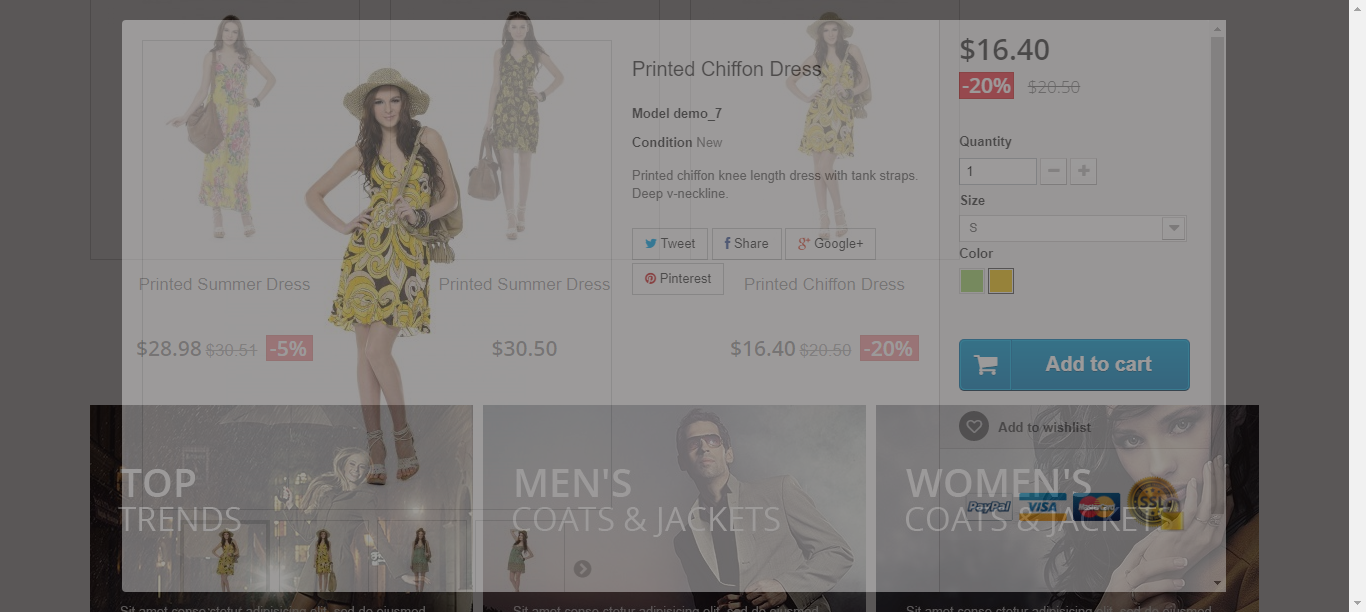 Printed Chiffon Dress
Model demo_7
Condition New
Printed chiffon knee length dress with tank straps.
Deep v-neckline.
Tweet
Share
Google+
Pinterest
$16.40
-20% $20.50
Quantity
1
Size
S
Color
Add to cart
Add to wishlist
PayPal VISA MasterCard SSL
Printed Summer Dress
$28.98 $30.51 -5%
Printed Summer Dress
$30.50
Printed Chiffon Dress
$16.40 $20.50 -20%
TOP
TRENDS
MEN'S
COATS & JACKETS
WOMEN'S
COATS & JACKETS
Sit amet conse ctetur adipisicing elit, sed do eiusmod
Sit amet conse ctetur adipisicing elit, sed do eiusmod
Sit amet conse ctetur adipisicing elit, sed do eiusmod